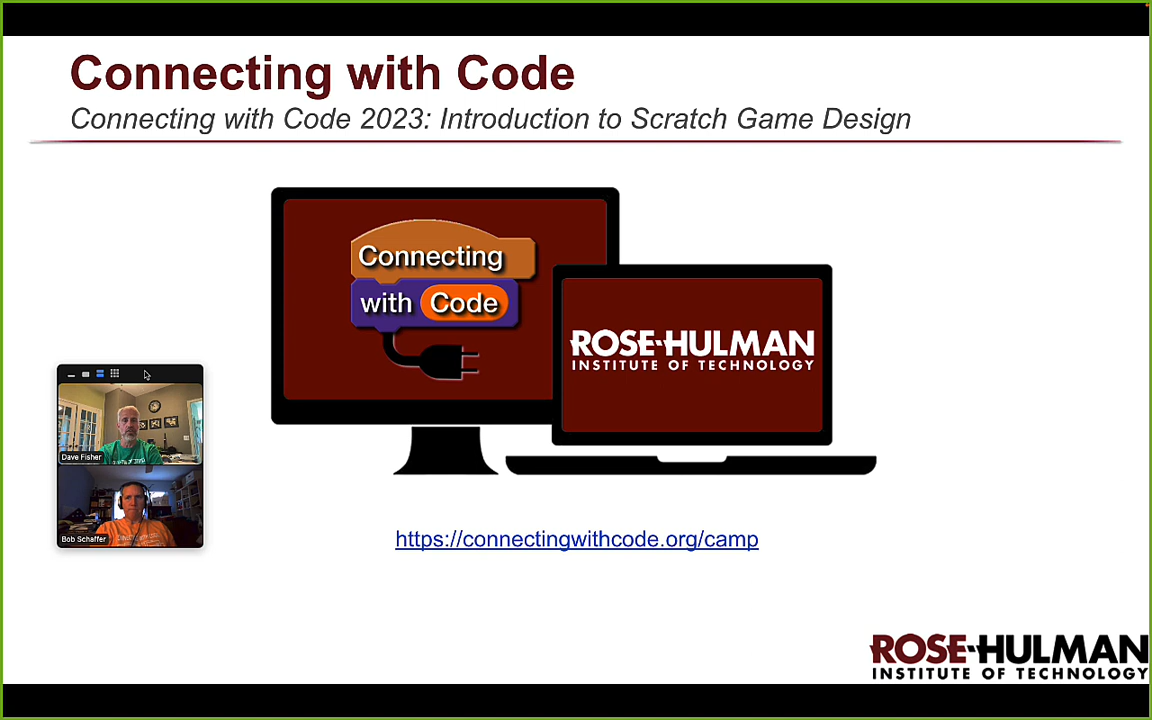 Connecting with Code
Connecting with Code 2023: Introduction to Scratch Game Design
Connecting
with Code
ROSE-HULMAN
INSTITUTE OF TECHNOLOGY
Dave Fisher
Bob Schaffer
https://connectingwithcode.org/camp
ROSE-HULMAN
INSTITUTE OF TECHNOLOGY